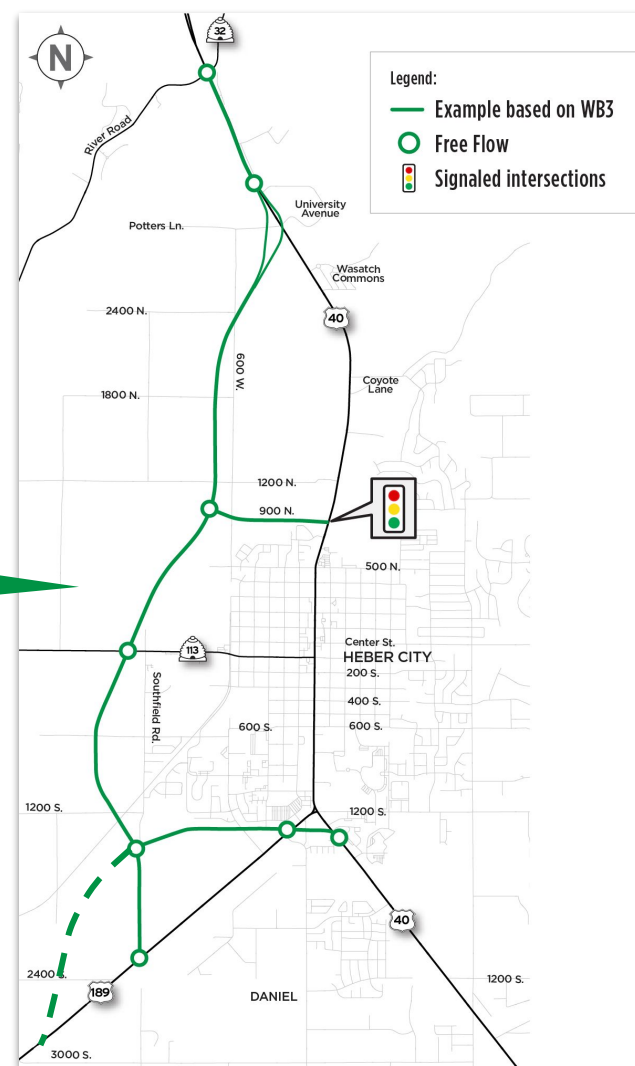 32
N
Legend:
Example based on WB3
Free Flow
Signaled intersections
River Road
University
Avenue
Potters Ln.
Wasatch
Commons
2400 N.
40
600 W.
Coyote
Lane
1800 N.
1200 N.
900 N.
500 N.
Center St.
113
HEBER CITY
200 S.
Southfield Rd.
400 S.
600 S.
600 S.
1200 S.
1200 S.
40
2400 S.
1200 S.
189
DANIEL
3000 S.